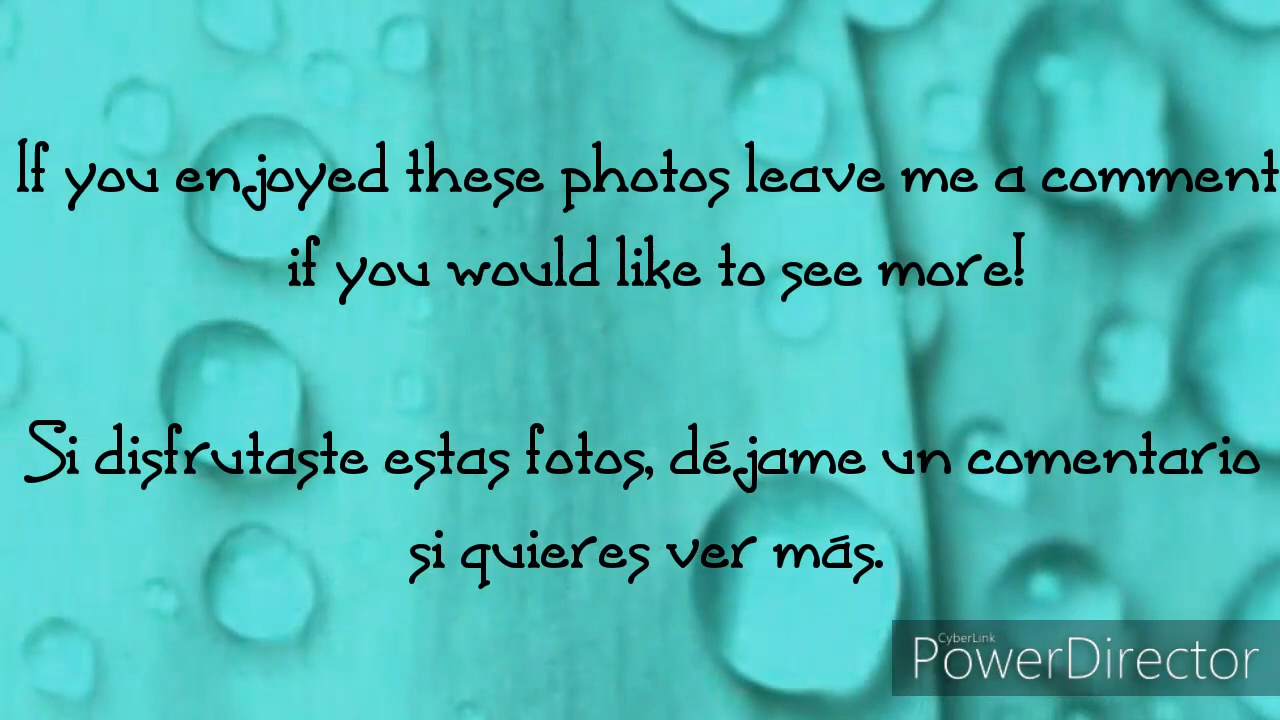 If you enjoyed these photos leave me a comment
if you would like to see more!
Si disfrutaste estas fotos, déjame un comentario
si quieres ver más.
CyberLink
PowerDirector